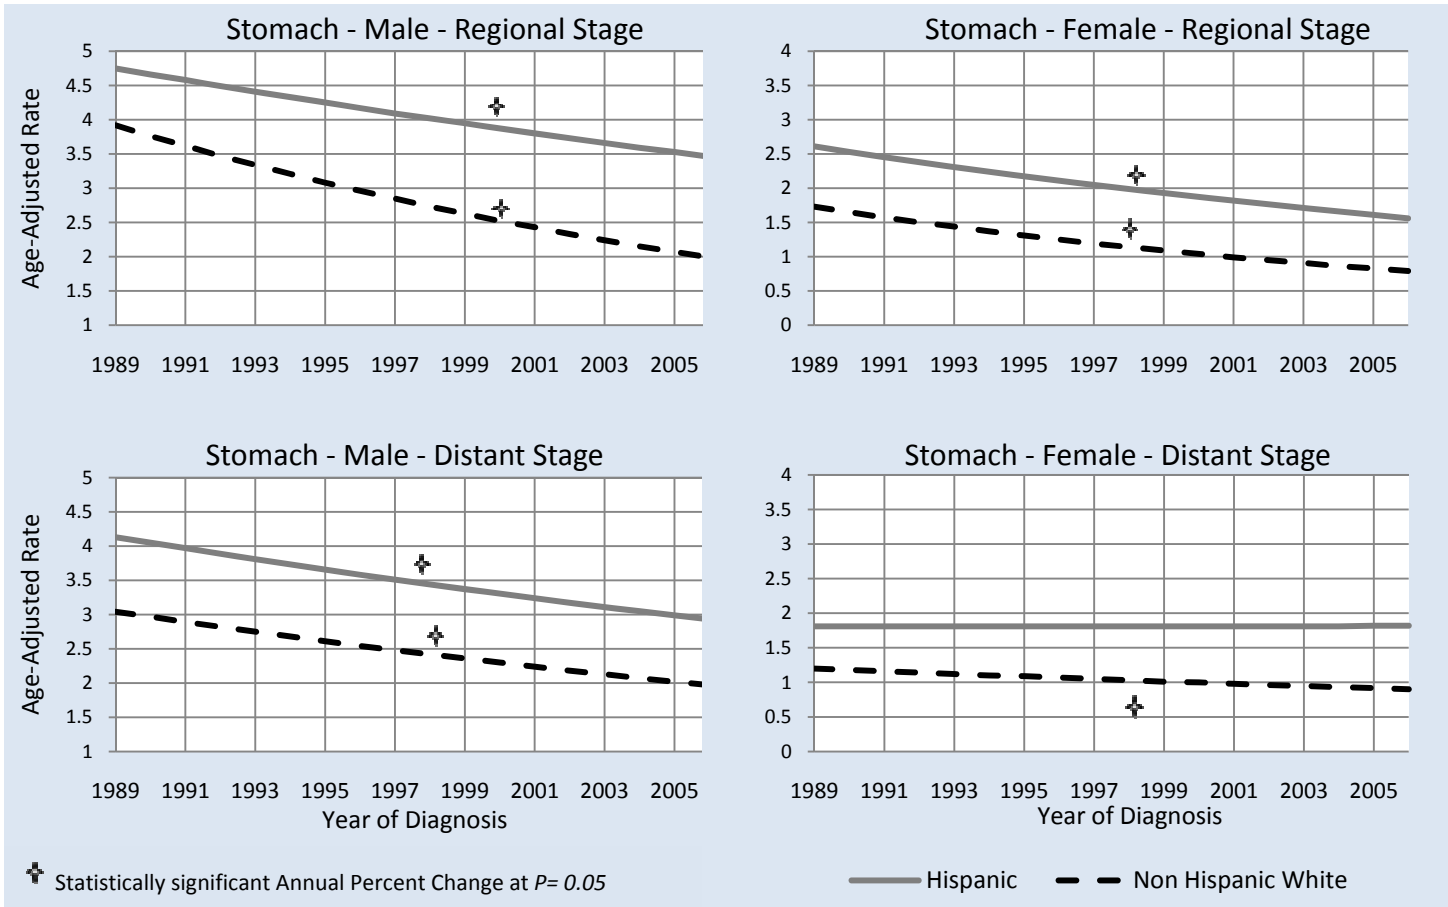 Stomach - Male - Regional Stage
Age-Adjusted Rate
5
4.5
4
3.5
3
2.5
2
1.5
1
1989 1991 1993 1995 1997 1999 2001 2003 2005
Stomach - Female - Regional Stage
4
3.5
3
2.5
2
1.5
1
0.5
0
1989 1991 1993 1995 1997 1999 2001 2003 2005
Stomach - Male - Distant Stage
Age-Adjusted Rate
5
4.5
4
3.5
3
2.5
2
1.5
1
1989 1991 1993 1995 1997 1999 2001 2003 2005
Year of Diagnosis
Stomach - Female - Distant Stage
4
3.5
3
2.5
2
1.5
1
0.5
0
1989 1991 1993 1995 1997 1999 2001 2003 2005
Year of Diagnosis
Statistically significant Annual Percent Change at P= 0.05
Hispanic Non Hispanic White